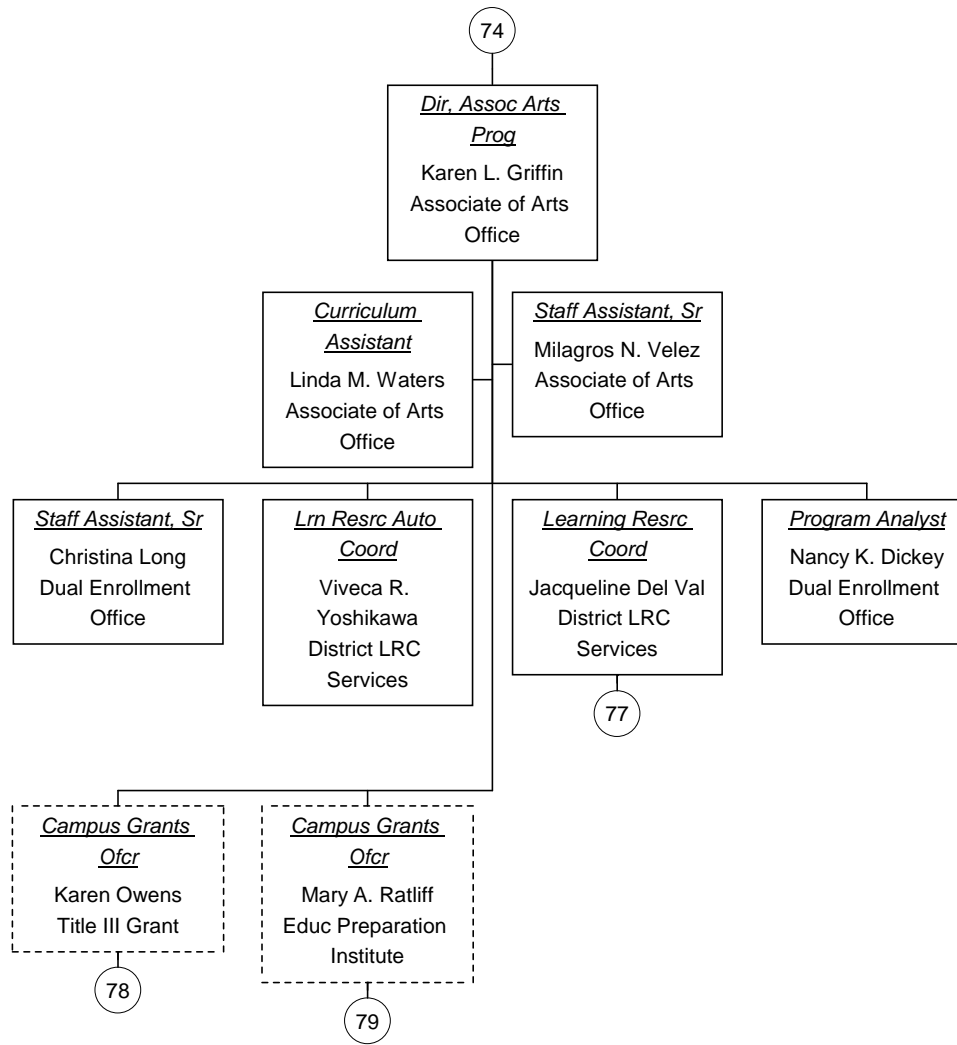 74
Dir, Assoc Arts
Prog
Karen L. Griffin
Associate of Arts
Office
Curriculum
Assistant
Linda M. Waters
Associate of Arts
Office
Staff Assistant, Sr
Milagros N. Velez
Associate of Arts
Office
Staff Assistant, Sr
Christina Long
Dual Enrollment
Office
Lrn Resrc Auto
Coord
Viveca R.
Yoshikawa
District LRC
Services
Learning Resrc
Coord
Jacqueline Del Val
District LRC
Services
77
Program Analyst
Nancy K. Dickey
Dual Enrollment
Office
Campus Grants
Ofcr
Karen Owens
Title III Grant
78
Campus Grants
Ofcr
Mary A. Ratliff
Educ Preparation
Institute
79